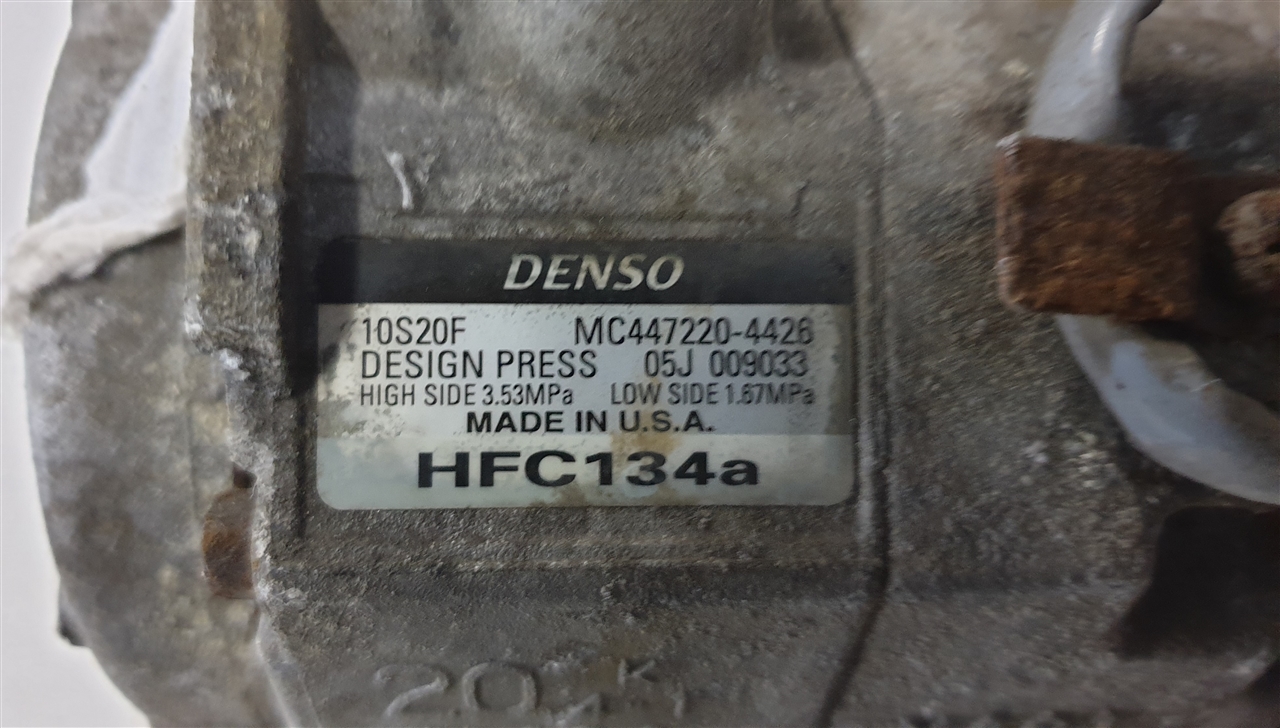 DENSO
10S20F MC447220-4426
DESIGN PRESS 05J 009033
HIGH SIDE 3.53MPa LOW SIDE 1.67MPa
MADE IN U.S.A.
HFC134a
20 K